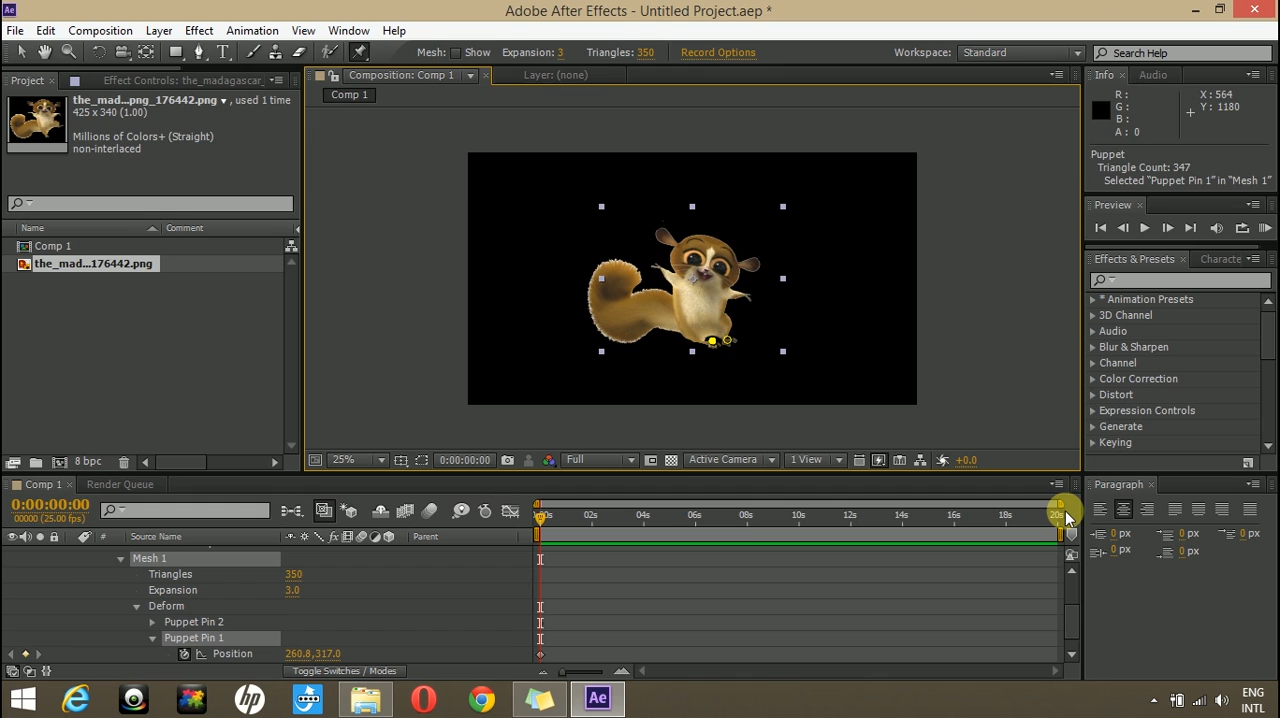 Adobe After Effects - Untitled Project.aep *
File Edit Composition Layer Effect Animation View Window Help
Mesh: Show Expansion: 3 Triangles: 350 Record Options Workspace: Standard Search Help
Project Effect Controls: the_madagascar_ Composition: Comp 1 Layer: (none) Info Audio
the_mad...png_176442.png ▾, used 1 time
425 x 340 (1.00)
Millions of Colors+ (Straight)
non-interlaced
Name Comment
Comp 1
the_mad...176442.png
8 bpc
Comp 1
25% 0:00:00:00 Full Active Camera 1 View +0.0
R: X: 564
G: Y: 1180
B:
A: 0
Puppet
Triangle Count: 347
Selected "Puppet Pin 1" in "Mesh 1"
Preview
Effects & Presets Characte
* Animation Presets
3D Channel
Audio
Blur & Sharpen
Channel
Color Correction
Distort
Expression Controls
Generate
Keying
Comp 1 Render Queue
0:00:00:00
00000 (25.00 fps)
02s 04s 06s 08s 10s 12s 14s 16s 18s 20s
# Source Name Parent
Mesh 1
Triangles 350
Expansion 3.0
Deform
Puppet Pin 2
Puppet Pin 1
Position 260.8,317.0
Toggle Switches / Modes
Paragraph
0 px 0 px 0 px
0 px 0 px
ENG
INTL
Ae
Ae